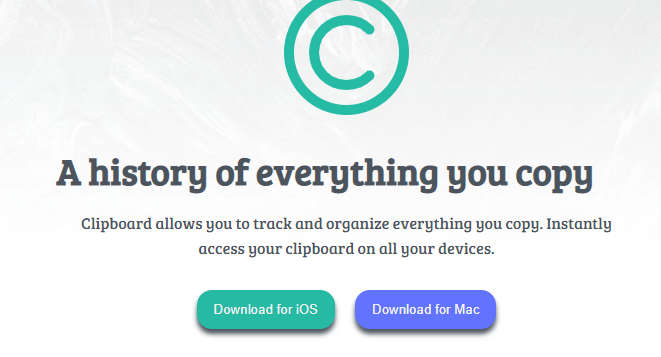 A history of everything you copy
Clipboard allows you to track and organize everything you copy. Instantly
access your clipboard on all your devices.
Download for iOS
Download for Mac